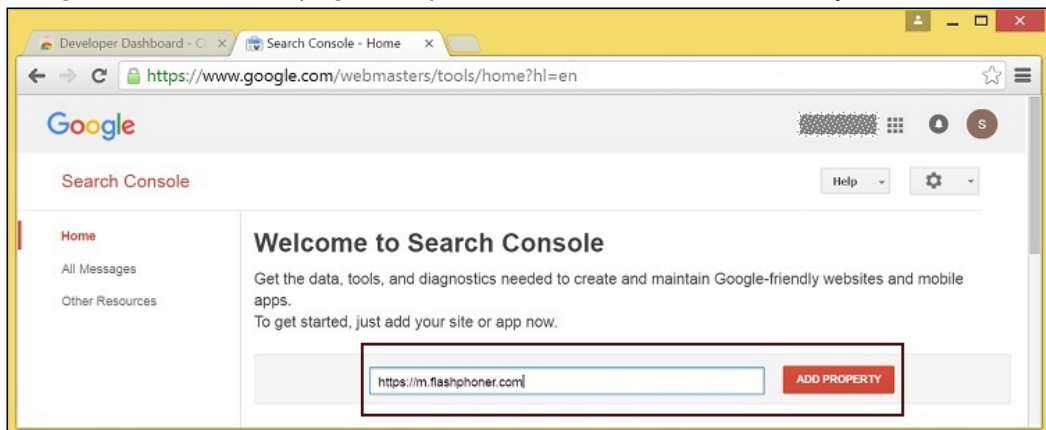 Developer Dashboard - C
Search Console - Home
https://www.google.com/webmasters/tools/home?hl=en
Google
S
Search Console
Help
Home
All Messages
Other Resources
Welcome to Search Console
Get the data, tools, and diagnostics needed to create and maintain Google-friendly websites and mobile
apps.
To get started, just add your site or app now.
https://m.flashphoner.com
ADD PROPERTY